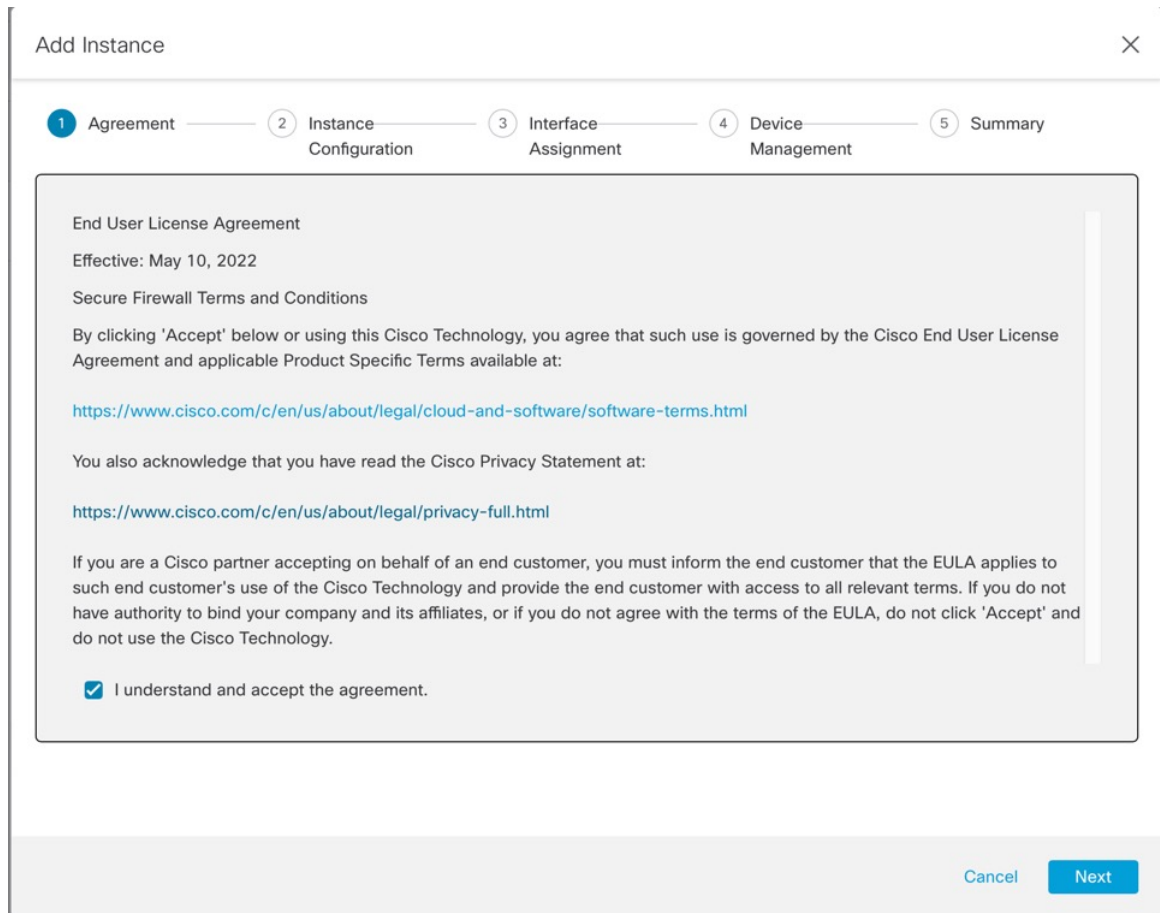 Add Instance
1 Agreement 2 Instance Configuration 3 Interface Assignment 4 Device Management 5 Summary
End User License Agreement
Effective: May 10, 2022
Secure Firewall Terms and Conditions
By clicking 'Accept' below or using this Cisco Technology, you agree that such use is governed by the Cisco End User License
Agreement and applicable Product Specific Terms available at:
https://www.cisco.com/c/en/us/about/legal/cloud-and-software/software-terms.html
You also acknowledge that you have read the Cisco Privacy Statement at:
https://www.cisco.com/c/en/us/about/legal/privacy-full.html
If you are a Cisco partner accepting on behalf of an end customer, you must inform the end customer that the EULA applies to
such end customer's use of the Cisco Technology and provide the end customer with access to all relevant terms. If you do not
have authority to bind your company and its affiliates, or if you do not agree with the terms of the EULA, do not click 'Accept' and
do not use the Cisco Technology.
I understand and accept the agreement.
Cancel Next